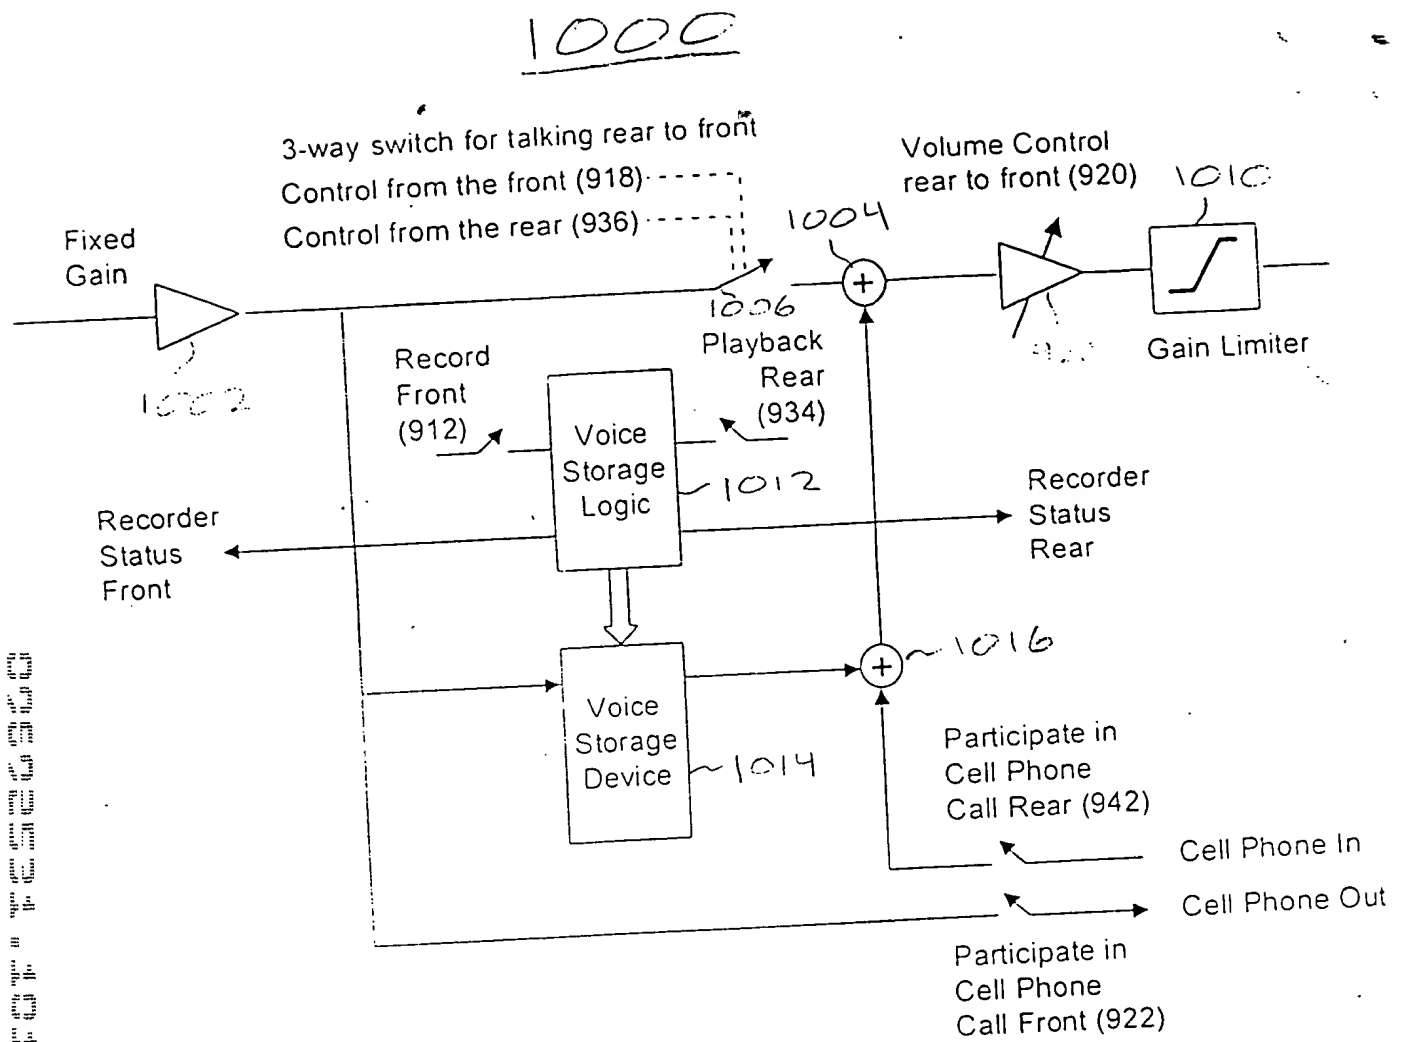 1000
3-way switch for talking rear to front
Control from the front (918)
Control from the rear (936)
Volume Control
rear to front (920)
1010
1004
Fixed
Gain
1002
1006
Gain Limiter
Record
Front
(912)
Playback
Rear
(934)
Voice
Storage
Logic
1012
Recorder
Status
Front
Recorder
Status
Rear
1016
Voice
Storage
Device
1014
Participate in
Cell Phone
Call Rear (942)
Cell Phone In
Cell Phone Out
Participate in
Cell Phone
Call Front (922)